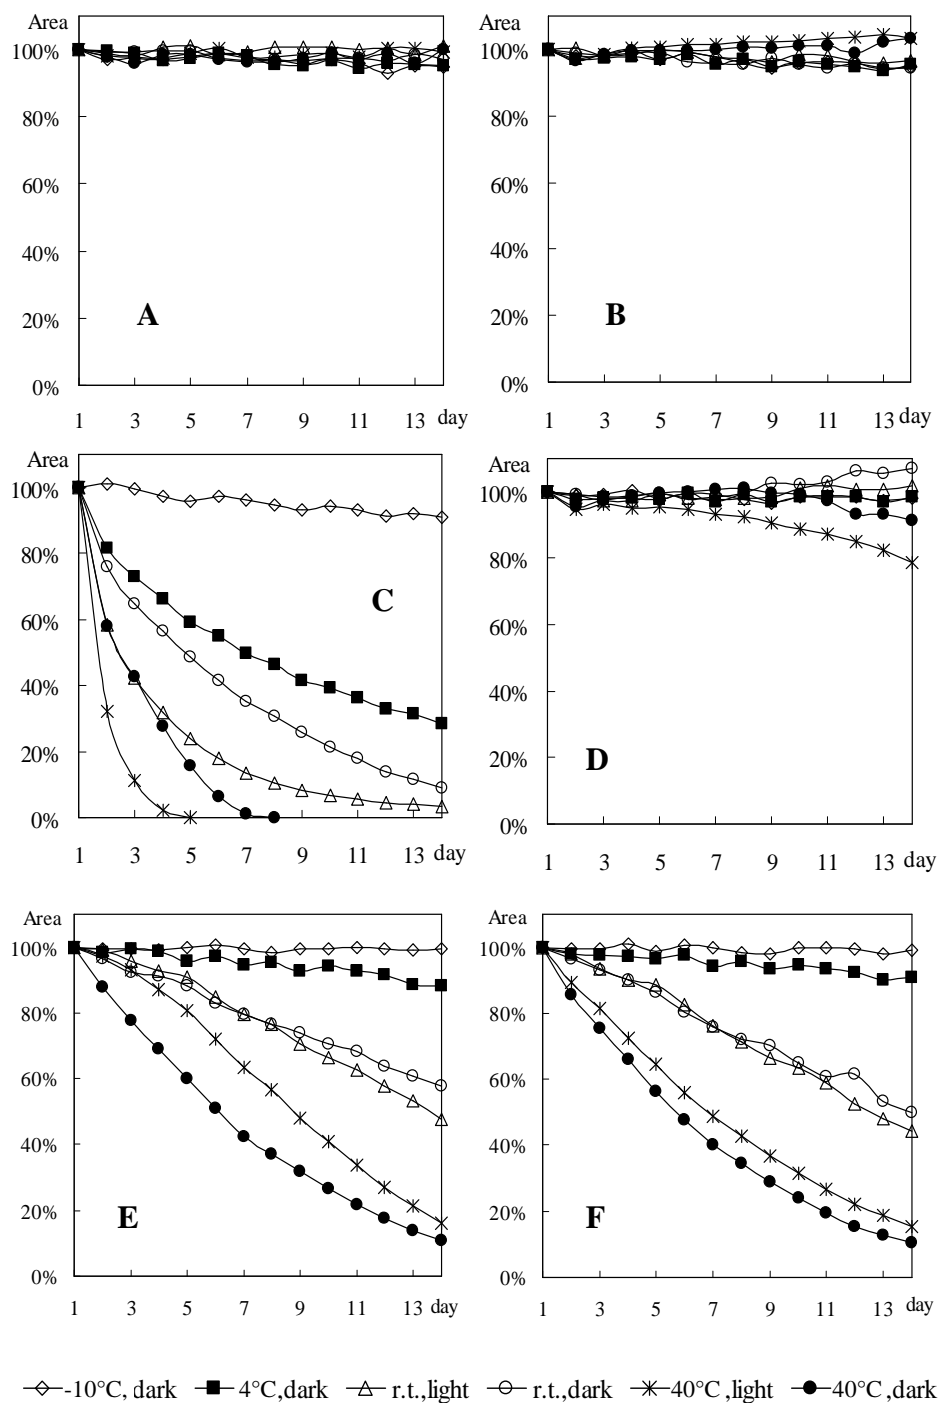 Area Area
100% 100%
80% 80%
60% 60%
40% 40%
20% 20%
A B
0% 0%
1 3 5 7 9 11 13 day 1 3 5 7 9 11 13 day
Area Area
100% 100%
80% 80%
60% 60%
C
40% 40%
20% 20%
D
0% 0%
1 3 5 7 9 11 13 day 1 3 5 7 9 11 13 day
Area Area
100% 100%
80% 80%
60% 60%
40% 40%
20% 20%
E F
0% 0%
1 3 5 7 9 11 13 day 1 3 5 7 9 11 13 day
-10°C, dark 4°C,dark r.t.,light r.t.,dark 40°C,light 40°C,dark